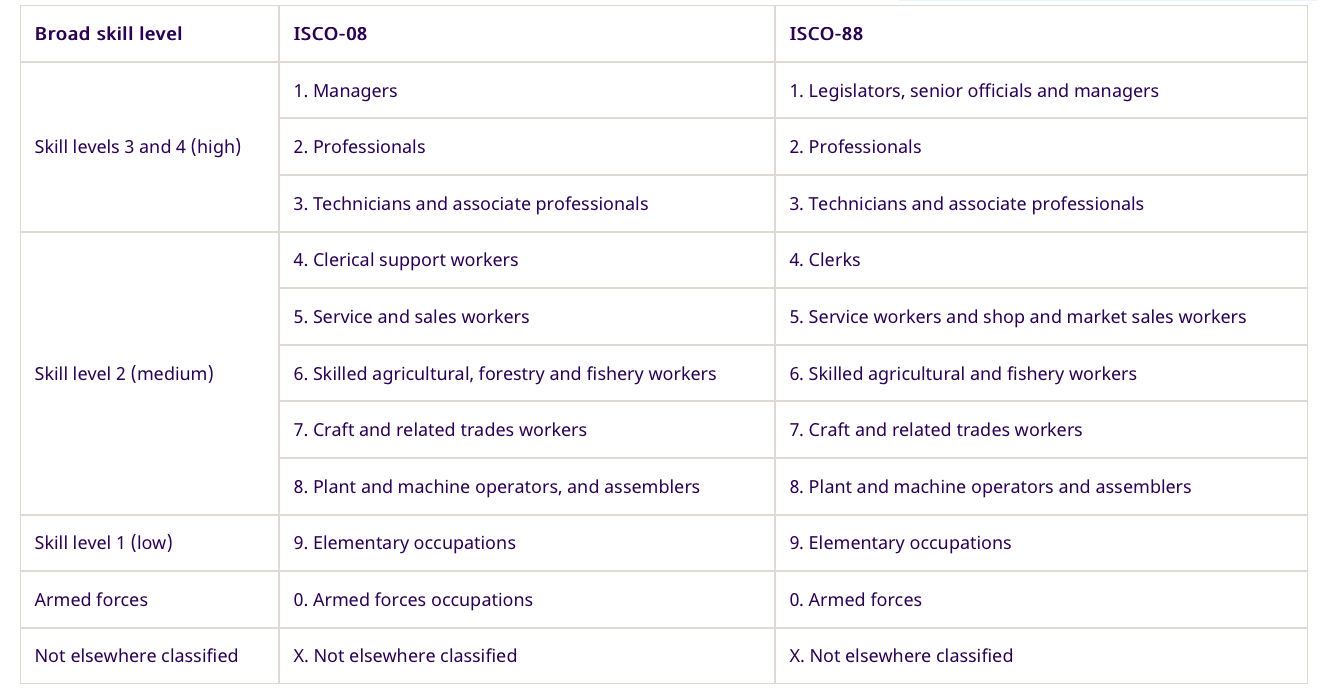 Broad skill level ISCO-08 ISCO-88
1. Managers 1. Legislators, senior officials and managers
Skill levels 3 and 4 (high) 2. Professionals 2. Professionals
3. Technicians and associate professionals 3. Technicians and associate professionals
4. Clerical support workers 4. Clerks
5. Service and sales workers 5. Service workers and shop and market sales workers
Skill level 2 (medium) 6. Skilled agricultural, forestry and fishery workers 6. Skilled agricultural and fishery workers
7. Craft and related trades workers 7. Craft and related trades workers
8. Plant and machine operators, and assemblers 8. Plant and machine operators and assemblers
Skill level 1 (low) 9. Elementary occupations 9. Elementary occupations
Armed forces 0. Armed forces occupations 0. Armed forces
Not elsewhere classified X. Not elsewhere classified X. Not elsewhere classified